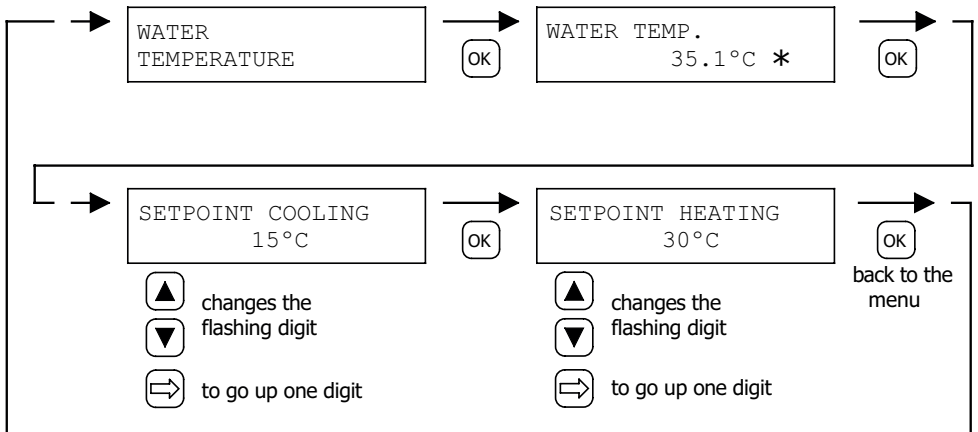 WATER
TEMPERATURE
OK
WATER TEMP.
35.1°C *
OK
SETPOINT COOLING
15°C
OK
SETPOINT HEATING
30°C
OK
back to the
menu
changes the
flashing digit
to go up one digit
changes the
flashing digit
to go up one digit